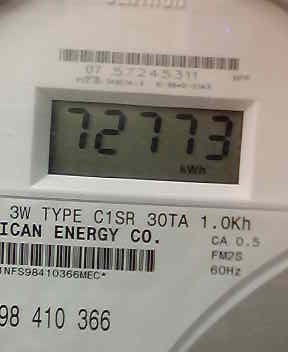 07 57245311
72773
kWh
3W TYPE C1SR 30TA 1.0Kh
ICAN ENERGY CO.
CA 0.5
FM2S
60Hz
1NFS98410366MEC*
98 410 366